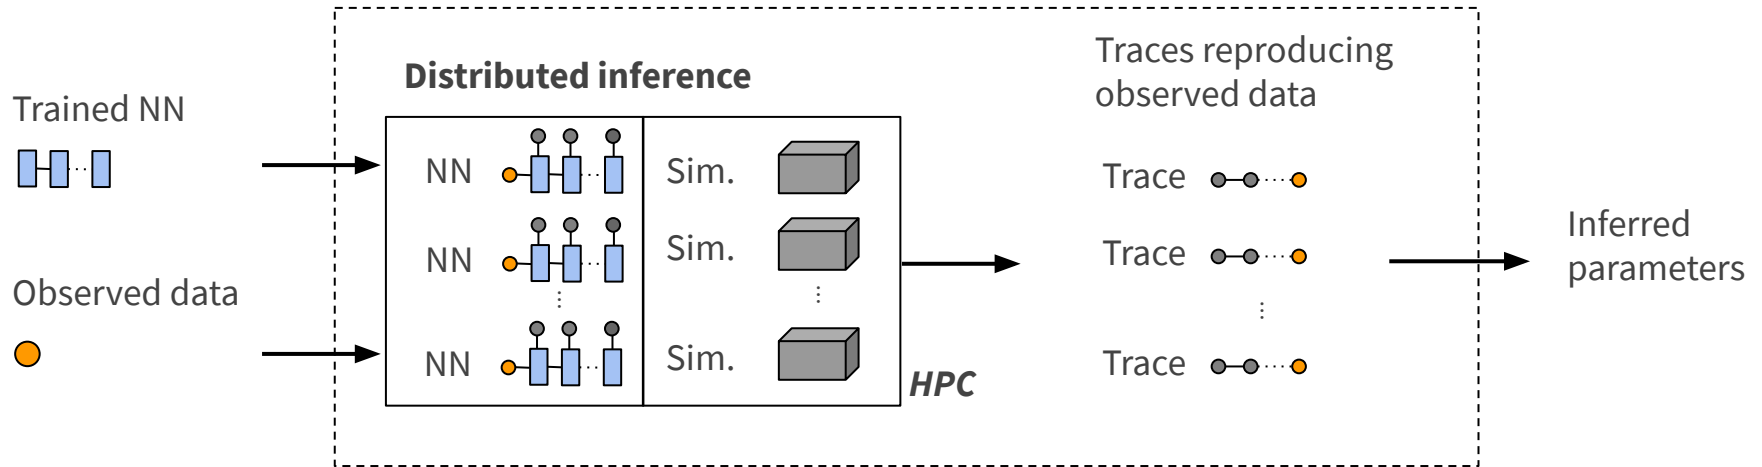 Trained NN
Observed data
Distributed inference
NN
Sim.
NN
Sim.
NN
Sim.
HPC
Traces reproducing
observed data
Trace
Trace
Trace
Inferred
parameters